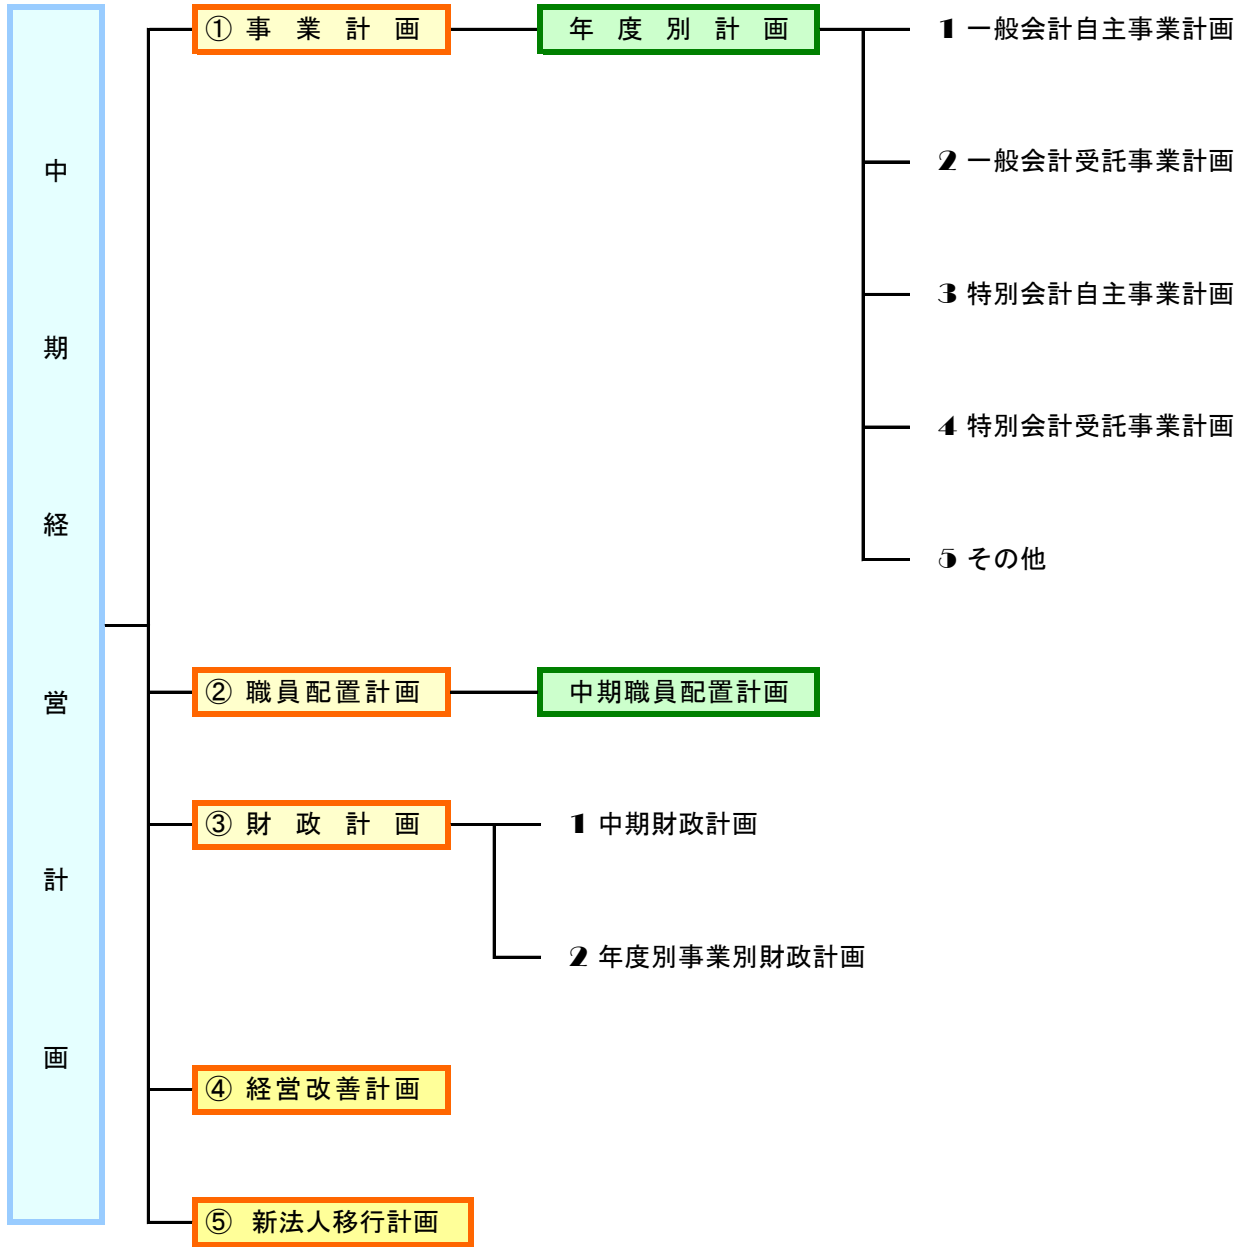 中期経営計画
① 事業計画
年度別計画
1 一般会計自主事業計画
2 一般会計受託事業計画
3 特別会計自主事業計画
4 特別会計受託事業計画
5 その他
② 職員配置計画
中期職員配置計画
③ 財政計画
1 中期財政計画
2 年度別事業別財政計画
④ 経営改善計画
⑤ 新法人移行計画